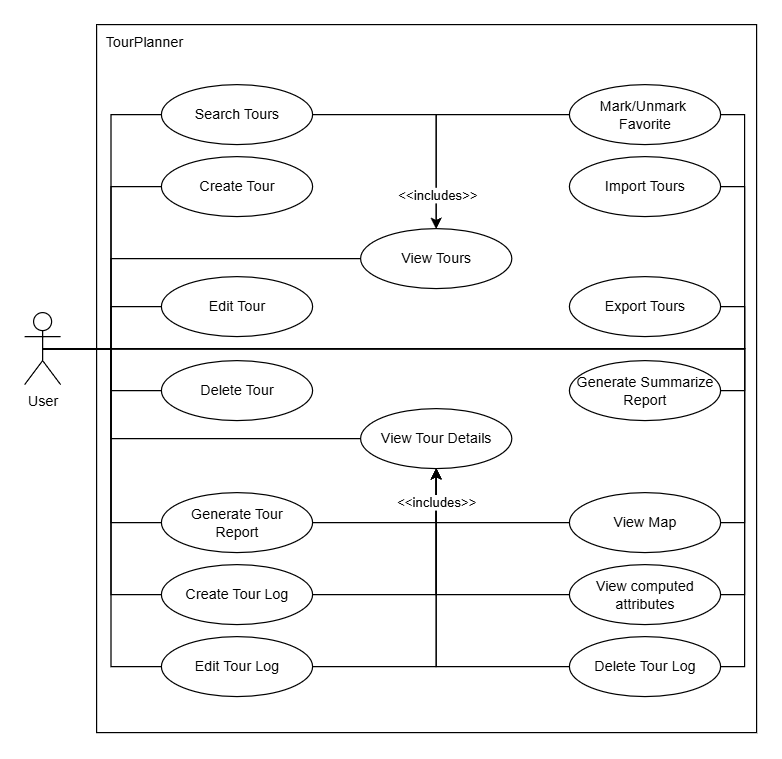 TourPlanner
Search Tours
Mark/Unmark
Favorite
Create Tour
Import Tours
<<includes>>
View Tours
Edit Tour
Export Tours
User
Delete Tour
Generate Summarize
Report
View Tour Details
<<includes>>
Generate Tour
Report
View Map
Create Tour Log
View computed
attributes
Edit Tour Log
Delete Tour Log